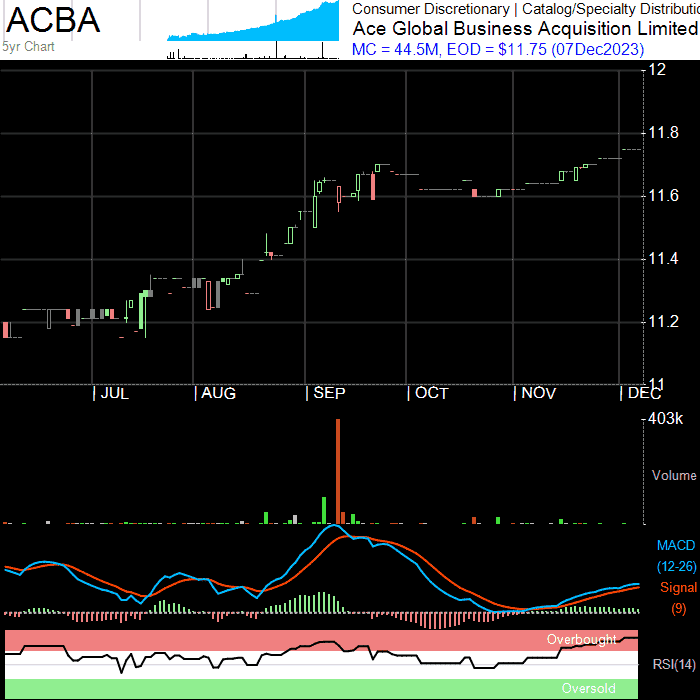 ACBA
5yr Chart
Consumer Discretionary | Catalog/Specialty Distributio
Ace Global Business Acquisition Limited
MC = 44.5M, EOD = $11.75 (07Dec2023)
12
11.8
11.6
11.4
11.2
11
JUL AUG SEP OCT NOV DEC
403k
Volume
MACD
(12-26)
Signal
(9)
Overbought
RSI(14)
Oversold